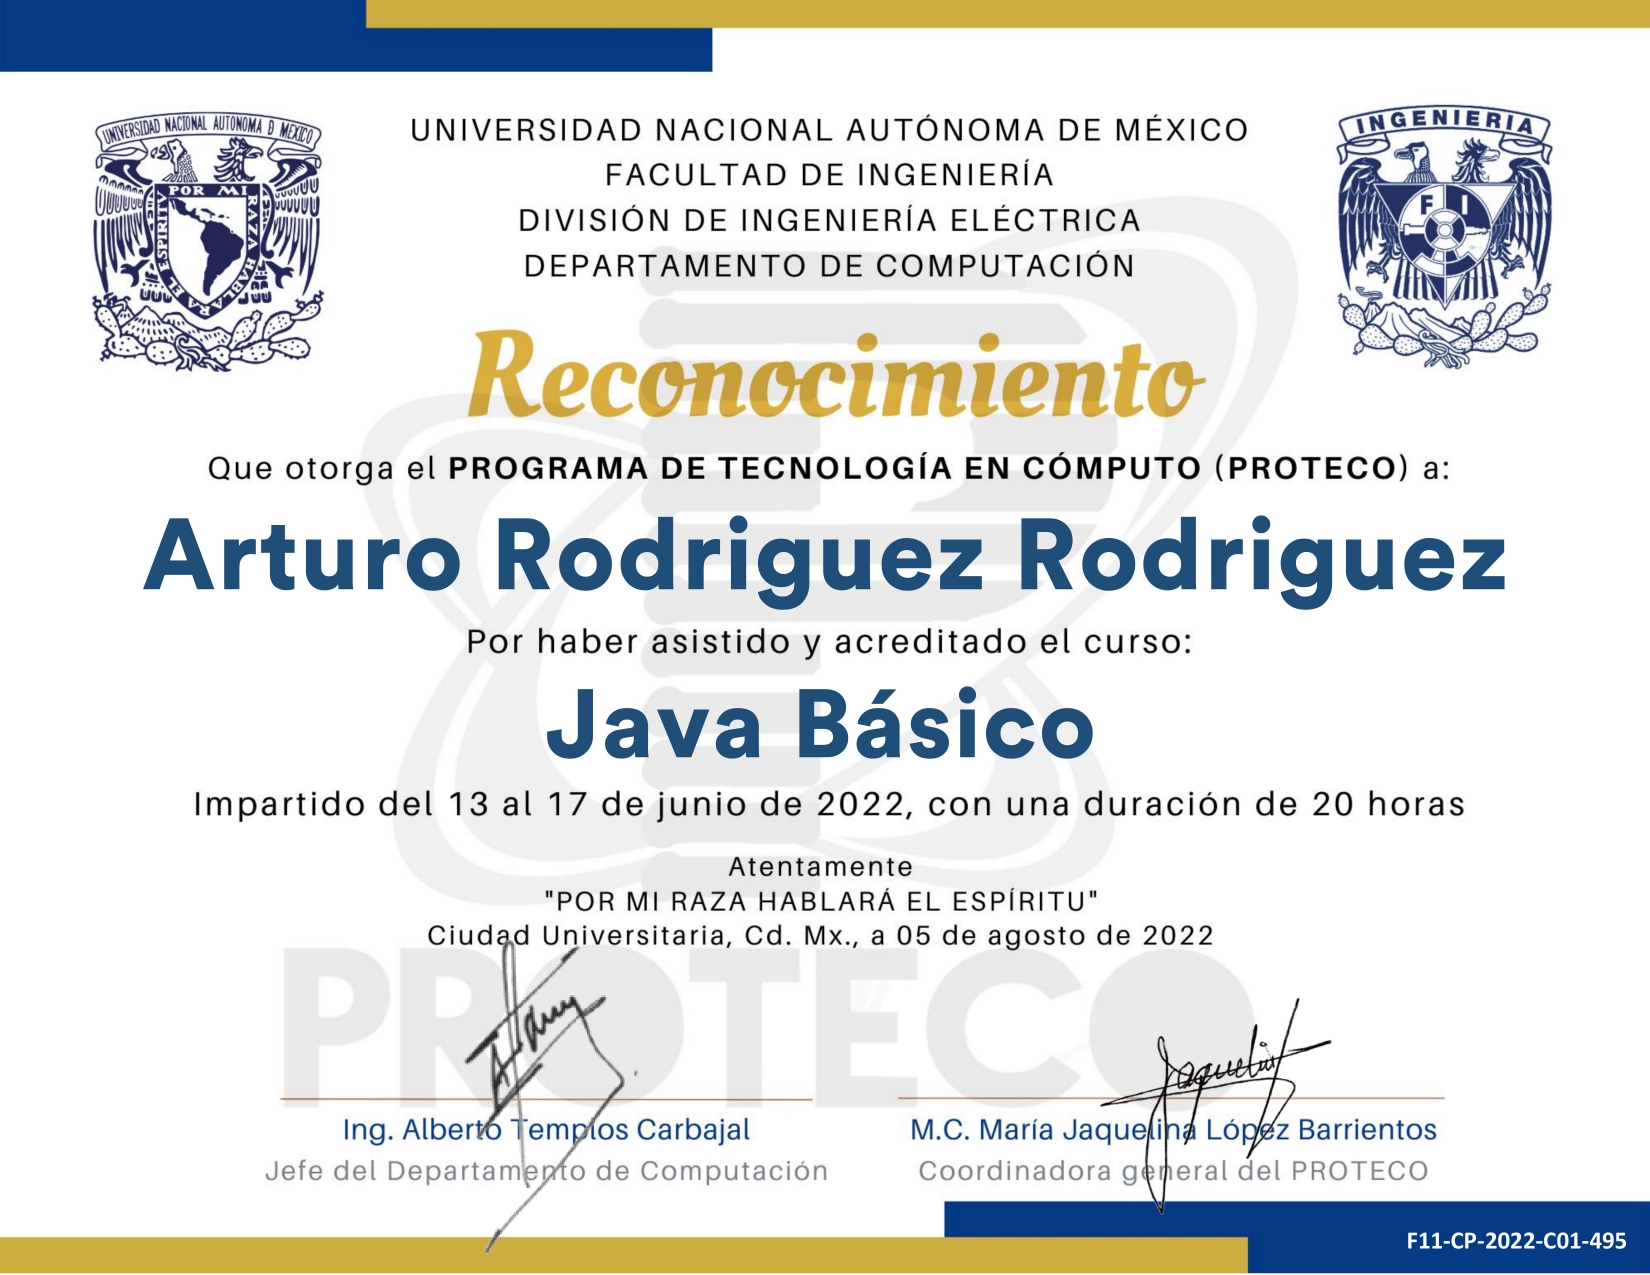 UNIVERSIDAD NACIONAL AUTONOMA D MEXICO
POR MI RAZA HABLARA EL ESPIRITU
UNIVERSIDAD NACIONAL AUTÓNOMA DE MÉXICO
FACULTAD DE INGENIERÍA
DIVISIÓN DE INGENIERÍA ELÉCTRICA
DEPARTAMENTO DE COMPUTACIÓN
INGENIERIA
F I
Reconocimiento
Que otorga el PROGRAMA DE TECNOLOGÍA EN CÓMPUTO (PROTECO) a:
Arturo Rodriguez Rodriguez
Por haber asistido y acreditado el curso:
Java Básico
Impartido del 13 al 17 de junio de 2022, con una duración de 20 horas
Atentamente
"POR MI RAZA HABLARÁ EL ESPÍRITU"
Ciudad Universitaria, Cd. Mx., a 05 de agosto de 2022
PROTECO
Jaquelin
Ing. Alberto Templos Carbajal
Jefe del Departamento de Computación
M.C. María Jaquelina López Barrientos
Coordinadora general del PROTECO
F11-CP-2022-C01-495